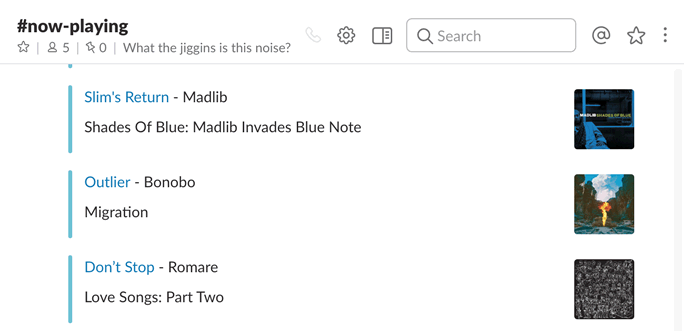 #now-playing
5 | 0 | What the jiggins is this noise?
Search
Slim's Return - Madlib
Shades Of Blue: Madlib Invades Blue Note
MADLIB SHADES OF BLUE
Outlier - Bonobo
Migration
Don’t Stop - Romare
Love Songs: Part Two